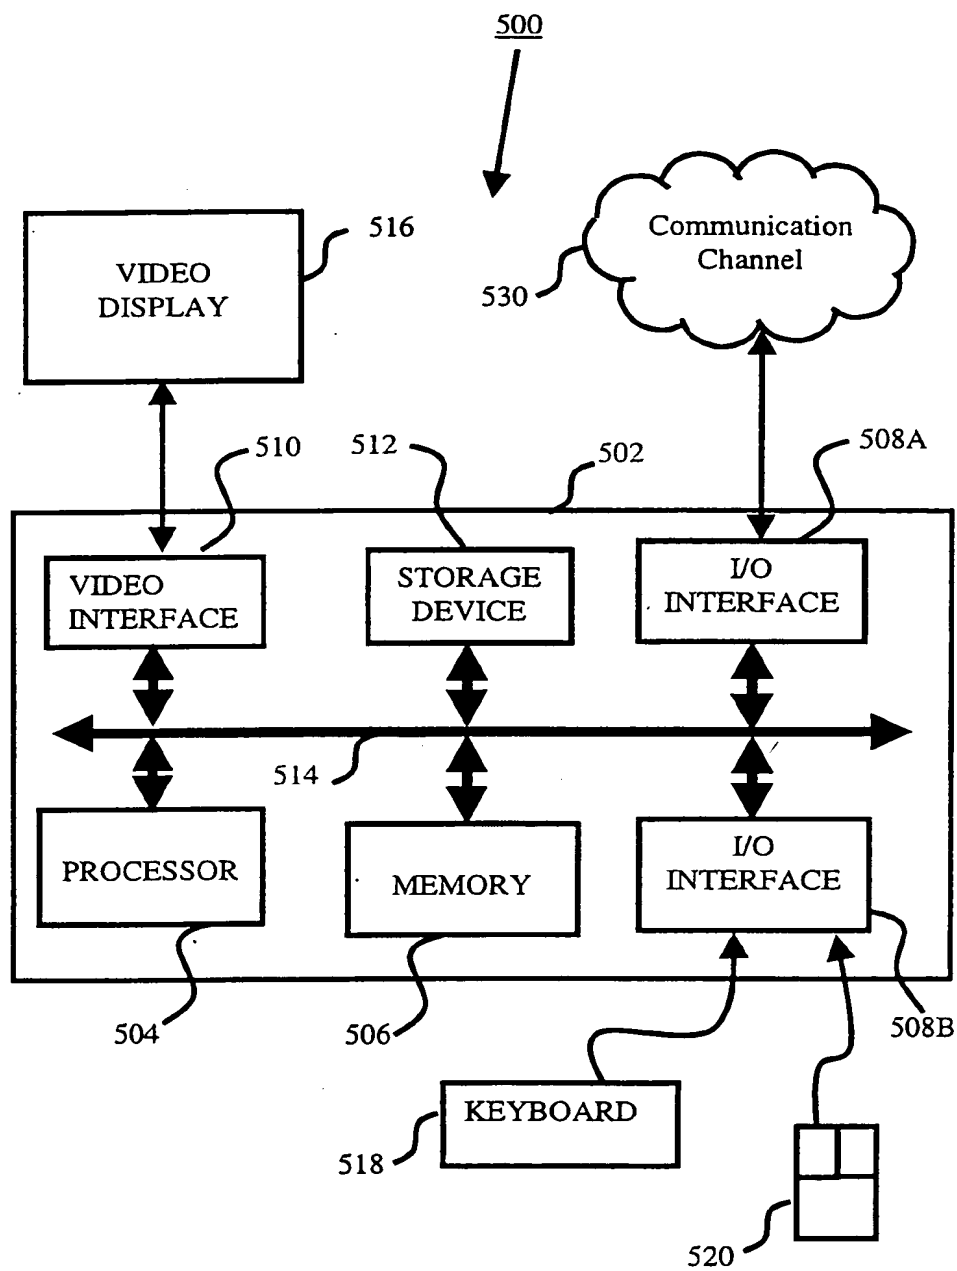 500
Communication
Channel
530
VIDEO
DISPLAY
516
510
512
502
508A
VIDEO
INTERFACE
STORAGE
DEVICE
I/O
INTERFACE
514
PROCESSOR
MEMORY
I/O
INTERFACE
504
506
508B
KEYBOARD
518
520